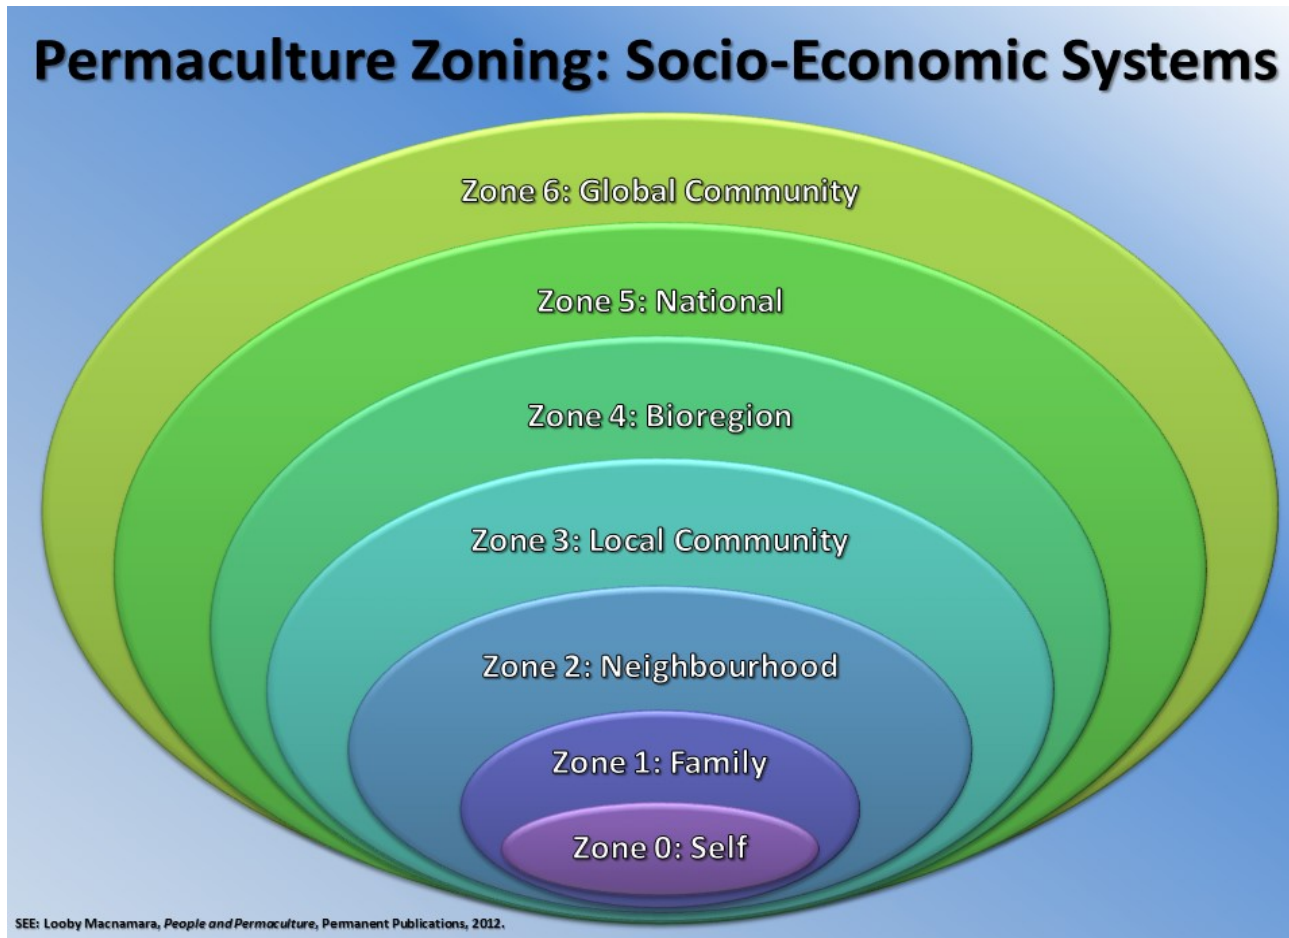 Permaculture Zoning: Socio-Economic Systems
Zone 6: Global Community
Zone 5: National
Zone 4: Bioregion
Zone 3: Local Community
Zone 2: Neighbourhood
Zone 1: Family
Zone 0: Self
SEE: Looby Macnamara, People and Permaculture, Permanent Publications, 2012.